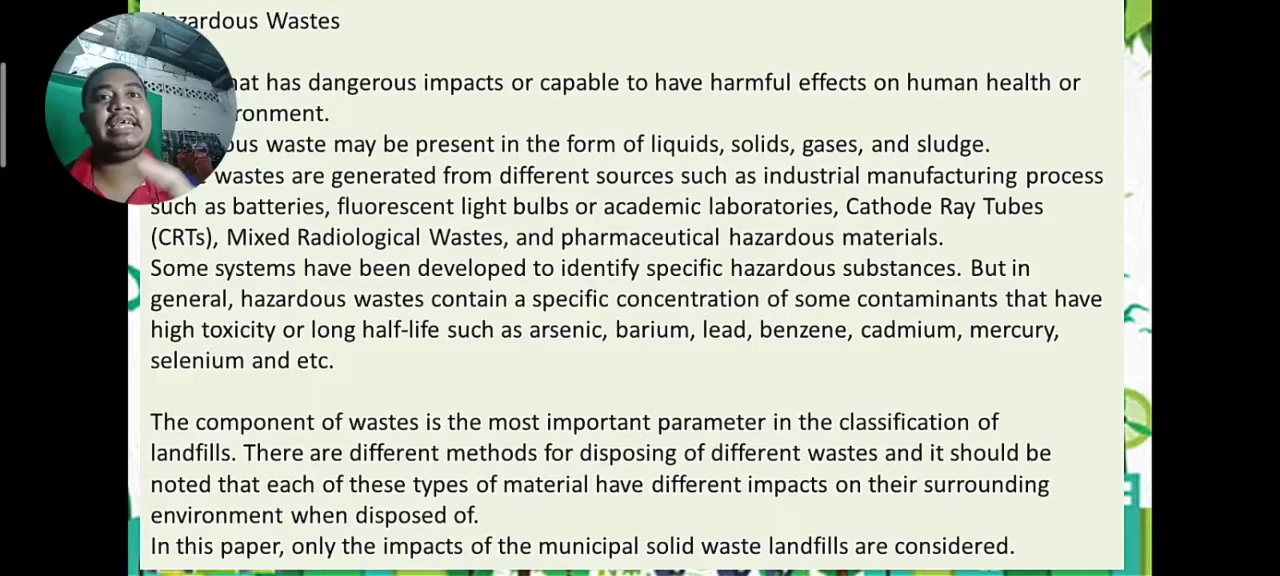 Hazardous Wastes
that has dangerous impacts or capable to have harmful effects on human health or
waste may be present in the form of liquids, solids, gases, and sludge.
wastes are generated from different sources such as industrial manufacturing process
such as batteries, fluorescent light bulbs or academic laboratories, Cathode Ray Tubes
(CRTs), Mixed Radiological Wastes, and pharmaceutical hazardous materials.
Some systems have been developed to identify specific hazardous substances. But in
general, hazardous wastes contain a specific concentration of some contaminants that have
high toxicity or long half-life such as arsenic, barium, lead, benzene, cadmium, mercury,
selenium and etc.
The component of wastes is the most important parameter in the classification of
landfills. There are different methods for disposing of different wastes and it should be
noted that each of these types of material have different impacts on their surrounding
environment when disposed of.
In this paper, only the impacts of the municipal solid waste landfills are considered.